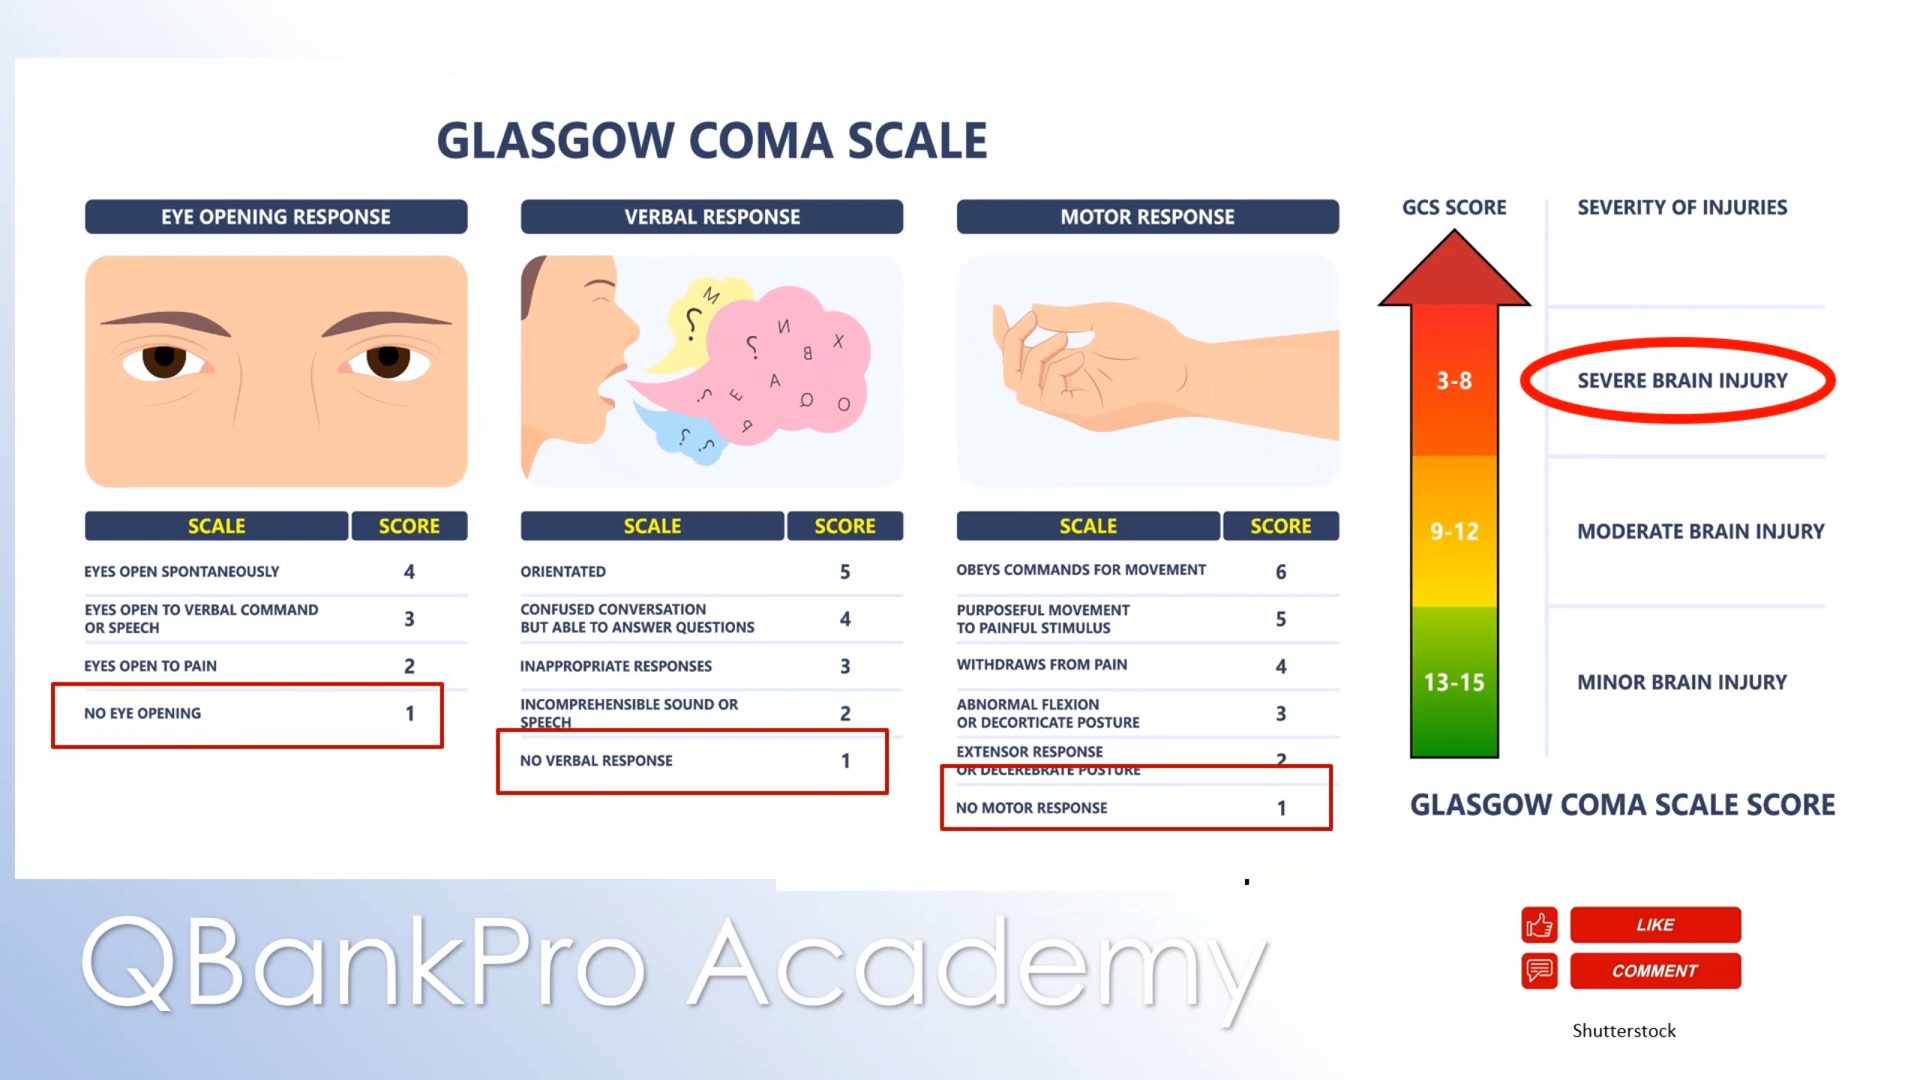 GLASGOW COMA SCALE
EYE OPENING RESPONSE
SCALE SCORE
EYES OPEN SPONTANEOUSLY 4
EYES OPEN TO VERBAL COMMAND
OR SPEECH 3
EYES OPEN TO PAIN 2
NO EYE OPENING 1
VERBAL RESPONSE
M
?
?
N
X
B
A
?
E
Q
O
P
?
?
SCALE SCORE
ORIENTATED 5
CONFUSED CONVERSATION
BUT ABLE TO ANSWER QUESTIONS 4
INAPPROPRIATE RESPONSES 3
INCOMPREHENSIBLE SOUND OR
SPEECH 2
NO VERBAL RESPONSE 1
MOTOR RESPONSE
SCALE SCORE
OBEYS COMMANDS FOR MOVEMENT 6
PURPOSEFUL MOVEMENT
TO PAINFUL STIMULUS 5
WITHDRAWS FROM PAIN 4
ABNORMAL FLEXION
OR DECORTICATE POSTURE 3
EXTENSOR RESPONSE
OR DECEREBRATE POSTURE 2
NO MOTOR RESPONSE 1
GCS SCORE SEVERITY OF INJURIES
3-8 SEVERE BRAIN INJURY
9-12 MODERATE BRAIN INJURY
13-15 MINOR BRAIN INJURY
GLASGOW COMA SCALE SCORE
.
QBankPro Academy
LIKE
COMMENT
Shutterstock